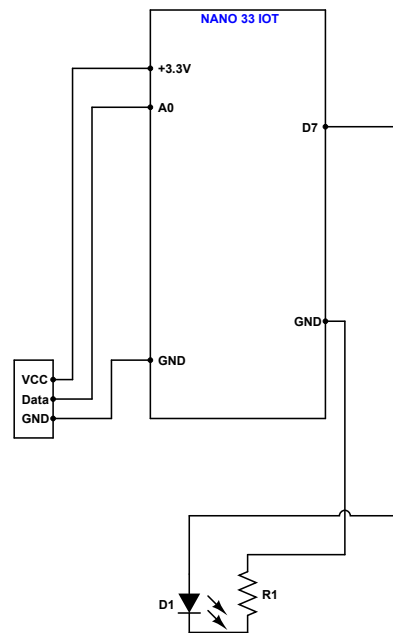 NANO 33 IOT
+3.3V
A0
D7
GND
GND
VCC
Data
GND
D1
R1